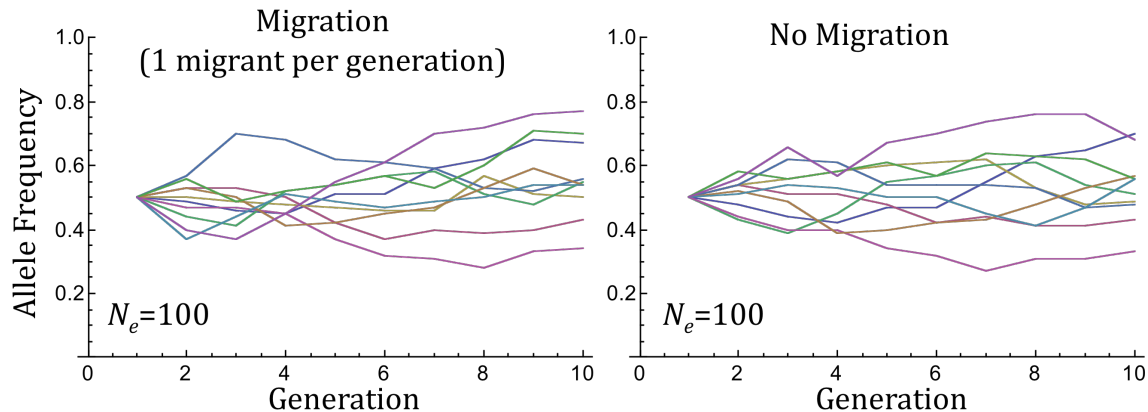 Migration
(1 migrant per generation)
No Migration
1.0
0.8
0.6
0.4
0.2
Allele Frequency
Nₑ=100
0 2 4 6 8 10
Generation
1.0
0.8
0.6
0.4
0.2
Nₑ=100
0 2 4 6 8 10
Generation